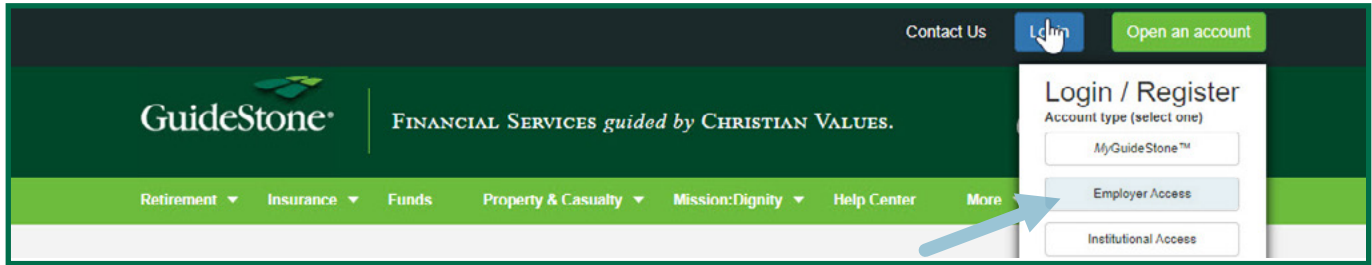 Contact Us Login Open an account
GuideStone® FINANCIAL SERVICES guided by CHRISTIAN VALUES.
Login / Register
Account type (select one)
MyGuideStone™
Retirement Insurance Funds Property & Casualty Mission:Dignity Help Center More
Employer Access
Institutional Access